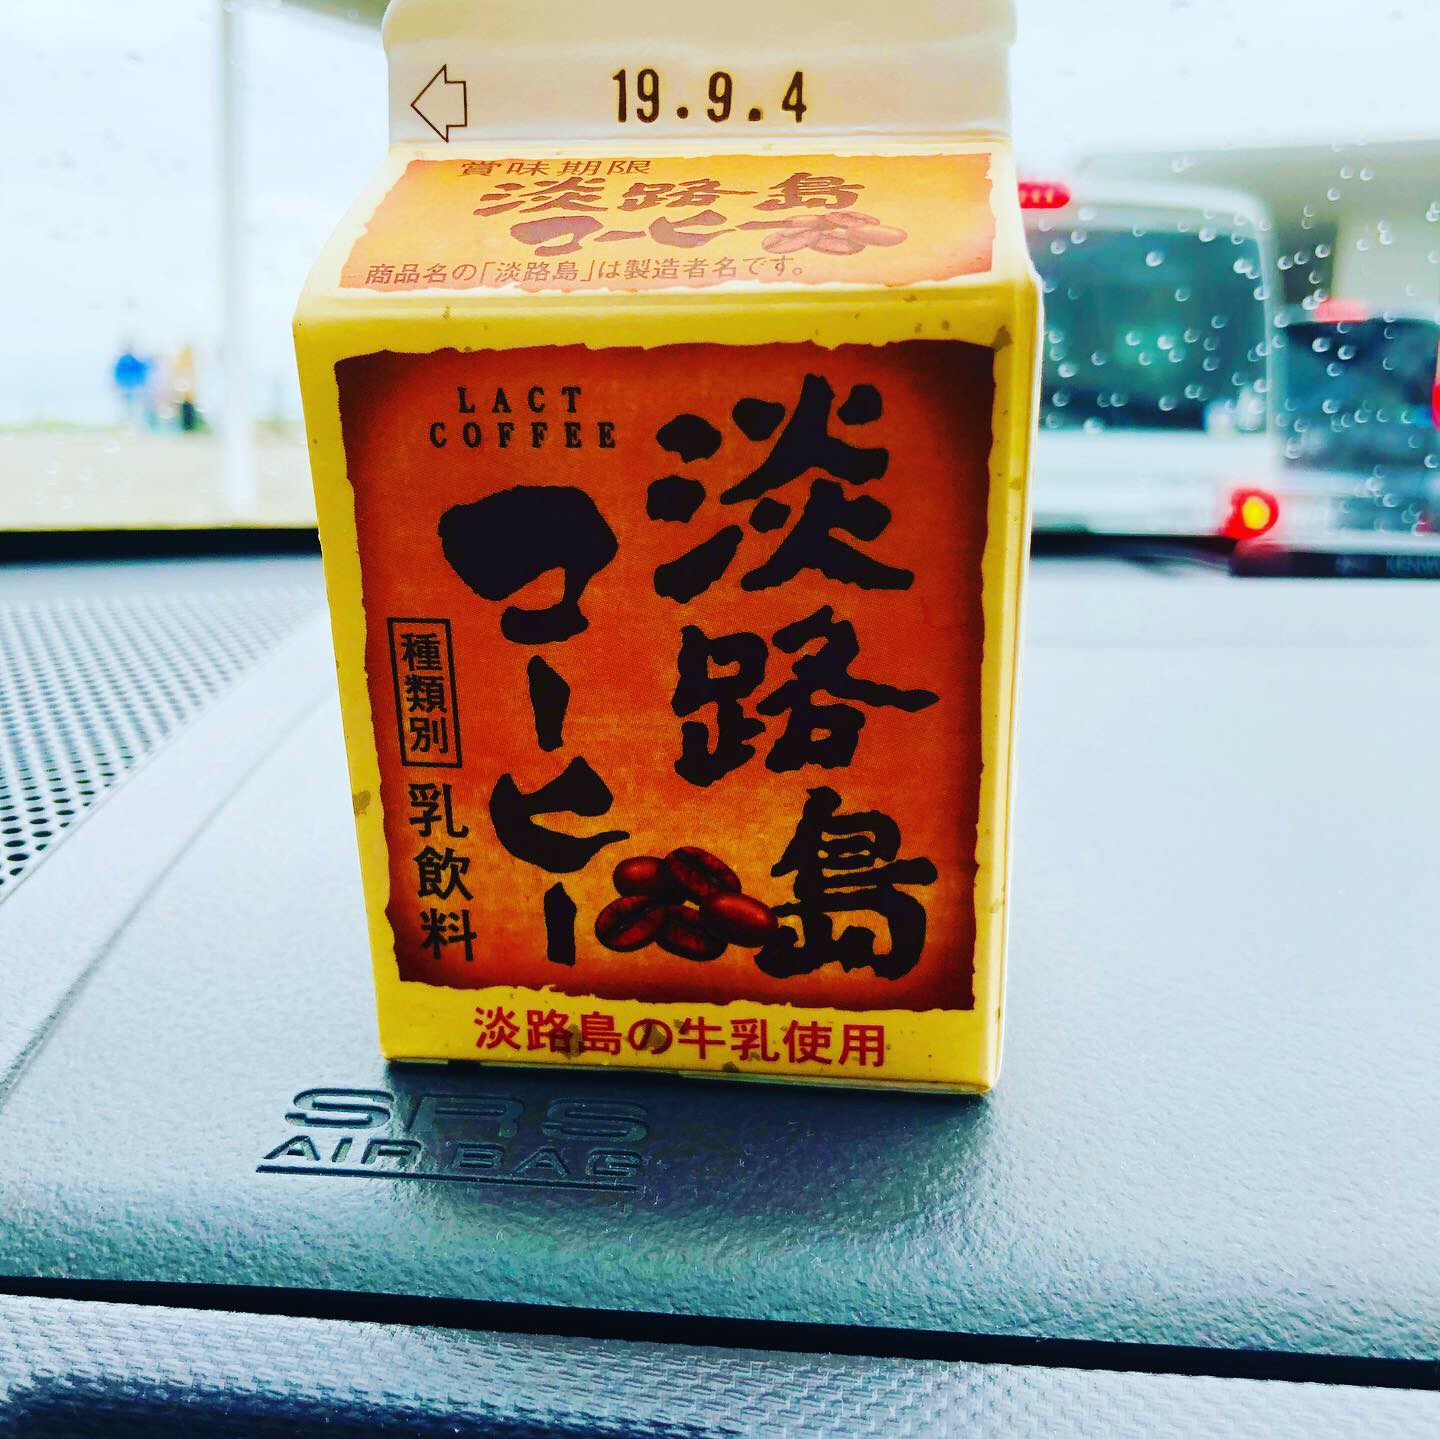 19.9.4
賞味期限
淡路島
コーヒー
商品名の「淡路島」は製造者名です。
LACT
COFFEE
淡路島
コーヒー
種類別
乳飲料
淡路島の牛乳使用
SRS
AIR BAG